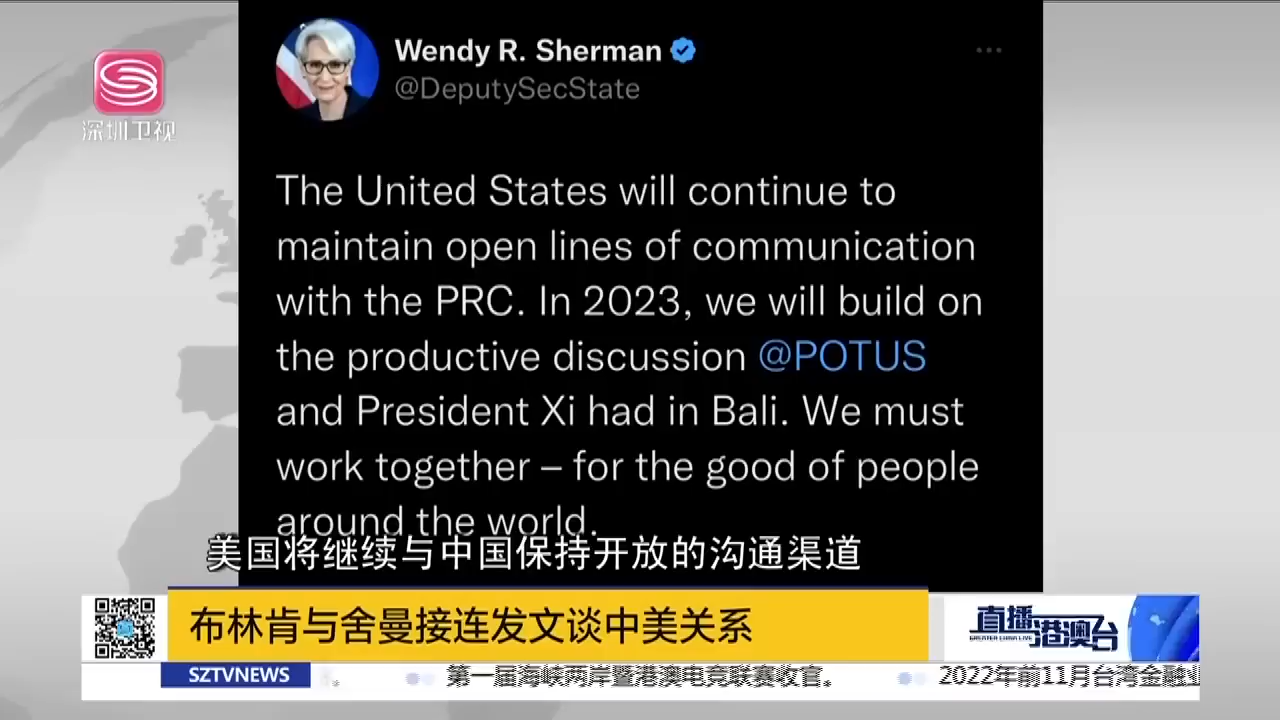 Wendy R. Sherman
@DeputySecState
深圳卫视
The United States will continue to
maintain open lines of communication
with the PRC. In 2023, we will build on
the productive discussion @POTUS
and President Xi had in Bali. We must
work together – for the good of people
around the world.
美国将继续与中国保持开放的沟通渠道
布林肯与舍曼接连发文谈中美关系
直播港澳台
GREATER CHINA LIVE
SZTVNEWS
。 第一届海峡两岸暨港澳电竞联赛收官。 2022年前11月台湾金融